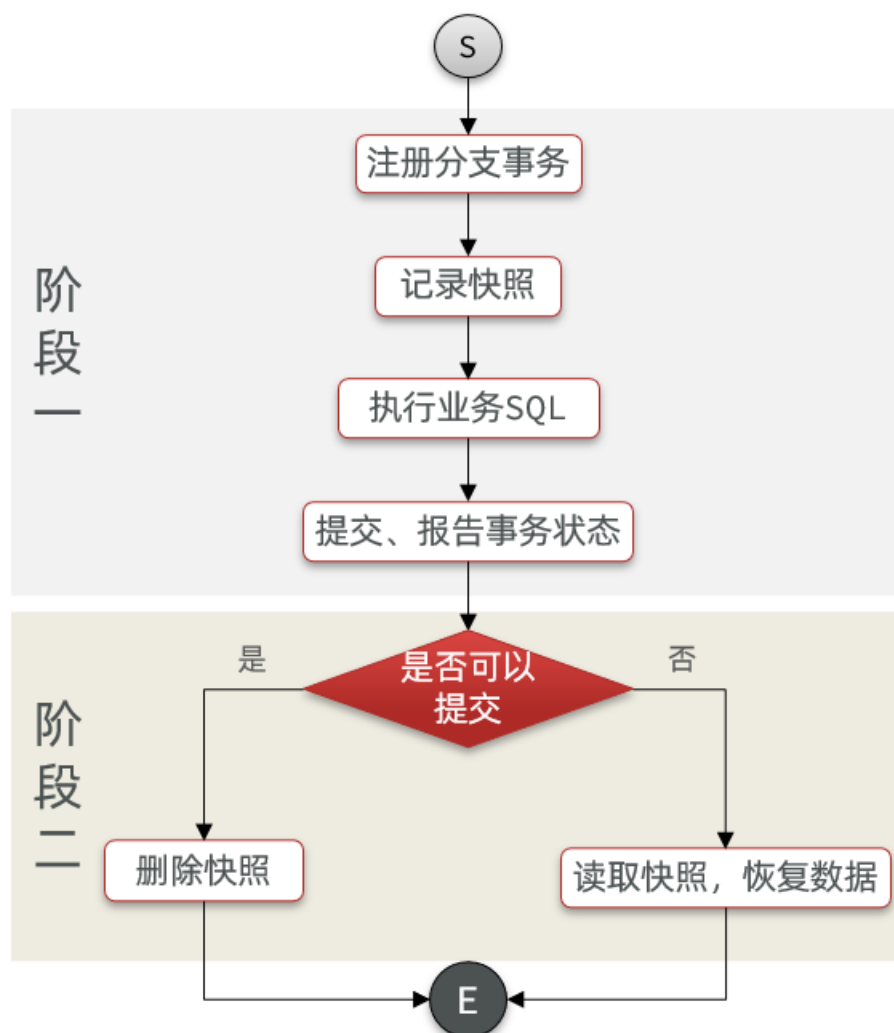 S
注册分支事务
记录快照
执行业务SQL
提交、报告事务状态
阶
段
一
是否可以
提交
是
否
阶
段
二
删除快照
读取快照，恢复数据
E